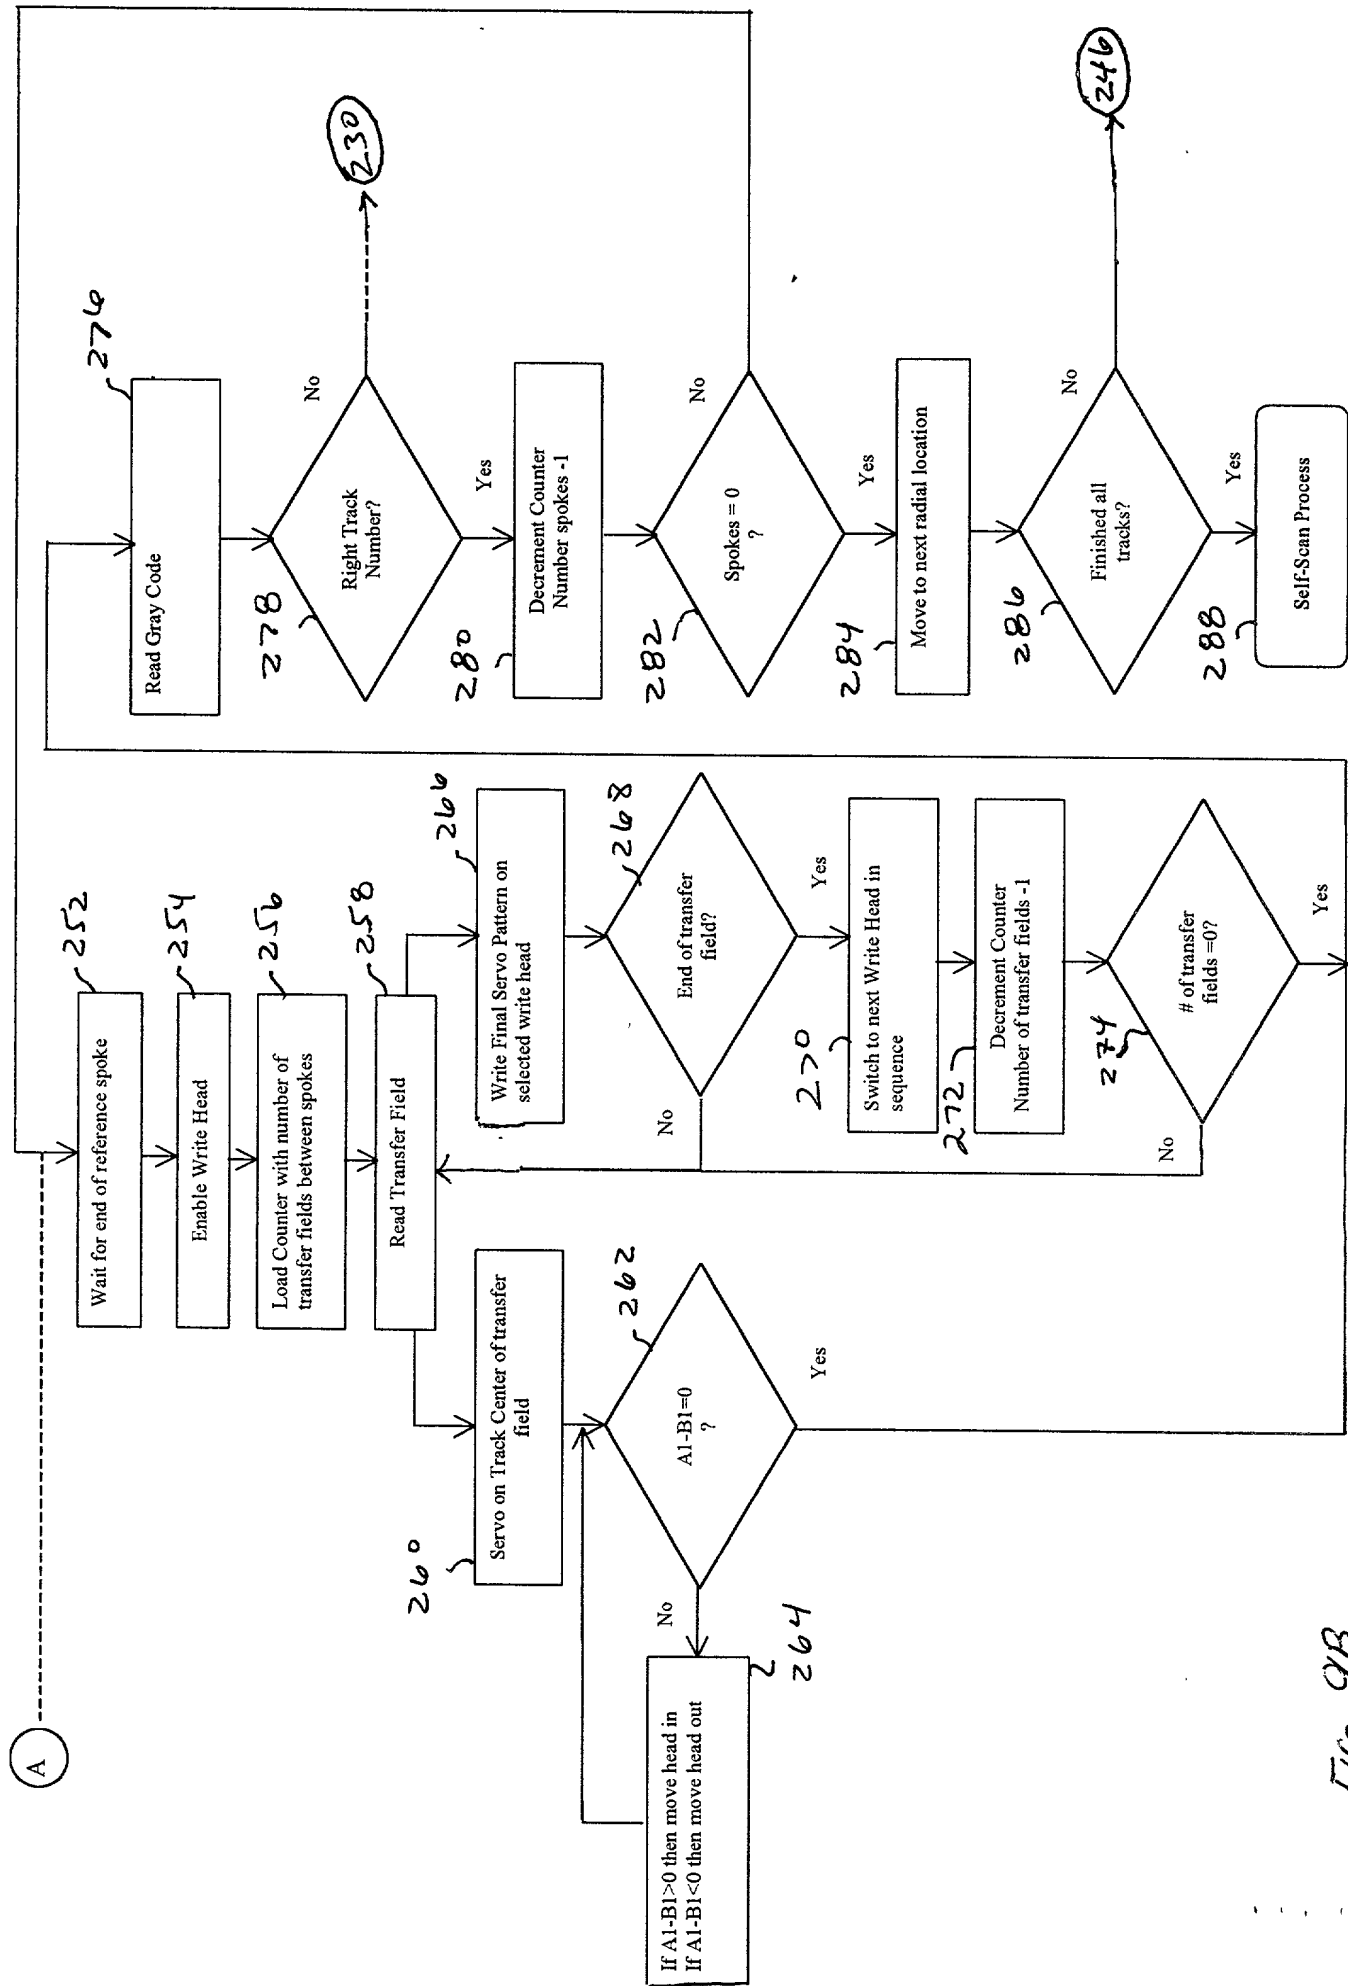 A
252
Wait for end of reference spoke
254
Enable Write Head
256
Load Counter with number of
transfer fields between spokes
258
Read Transfer Field
260
Servo on Track Center of transfer
field
262
A1-B1=0
?
No
Yes
264
If A1-B1>0 then move head in
If A1-B1<0 then move head out
266
Write Final Servo Pattern on
selected write head
268
End of transfer
field?
No
Yes
270
Switch to next Write Head in
sequence
272
Decrement Counter
Number of transfer fields -1
274
# of transfer
fields =0?
No
Yes
276
Read Gray Code
278
Right Track
Number?
No
230
Yes
280
Decrement Counter
Number spokes -1
282
Spokes = 0
?
No
Yes
284
Move to next radial location
286
Finished all
tracks?
No
246
Yes
288
Self-Scan Process
FIG. 9B